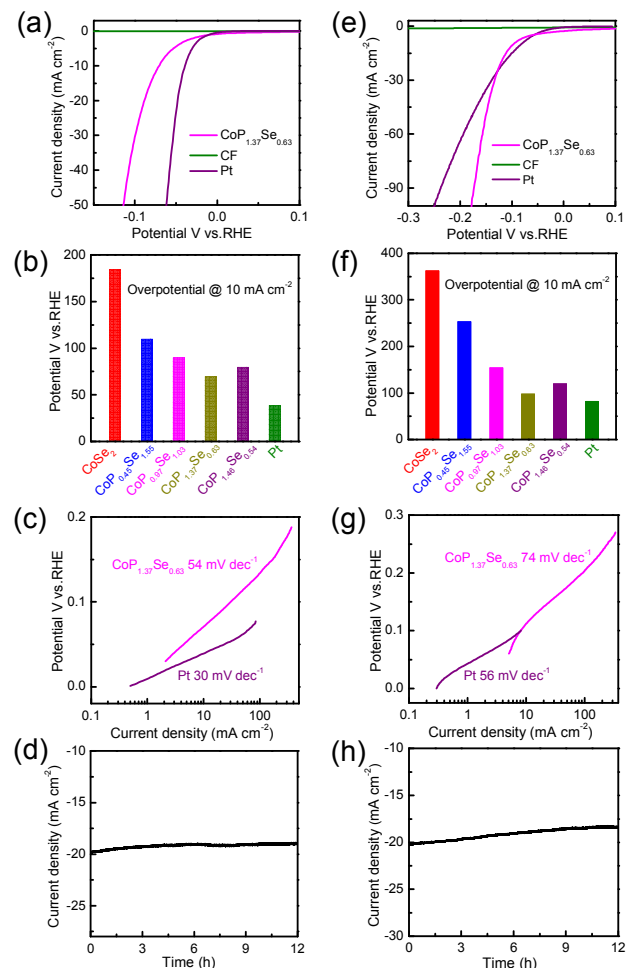 (a)
Current density (mA cm⁻²)
0
-10
-20
-30
-40
-50
CoP₁.₃₇Se₀.₆₃
CF
Pt
-0.1
0.0
0.1
Potential V vs.RHE
(b)
Potential V vs.RHE
200
150
100
50
0
Overpotential @ 10 mA cm⁻²
CoSe₂
CoP₀.₄₅Se₁.₅₅
CoP₀.₉₇Se₁.₀₃
CoP₁.₃₇Se₀.₆₃
CoP₁.₄₆Se₀.₅₄
Pt
(c)
Potential V vs.RHE
0.2
0.1
0.0
CoP₁.₃₇Se₀.₆₃ 54 mV dec⁻¹
Pt 30 mV dec⁻¹
0.1
1
10
100
Current density (mA cm⁻²)
(d)
Current density (mA cm⁻²)
-10
-15
-20
-25
0
3
6
9
12
Time (h)
(e)
Current density (mA cm⁻²)
0
-30
-60
-90
CoP₁.₃₇Se₀.₆₃
CF
Pt
-0.3
-0.2
-0.1
0.0
0.1
Potential V vs.RHE
(f)
Potential V vs.RHE
400
300
200
100
0
Overpotential @ 10 mA cm⁻²
CoSe₂
CoP₀.₄₅Se₁.₅₅
CoP₀.₉₇Se₁.₀₃
CoP₁.₃₇Se₀.₆₃
CoP₁.₄₆Se₀.₅₄
Pt
(g)
Potential V vs.RHE
0.3
0.2
0.1
0.0
CoP₁.₃₇Se₀.₆₃ 74 mV dec⁻¹
Pt 56 mV dec⁻¹
0.1
1
10
100
Current density (mA cm⁻²)
(h)
Current density (mA cm⁻²)
-10
-15
-20
-25
-30
0
3
6
9
12
Time (h)